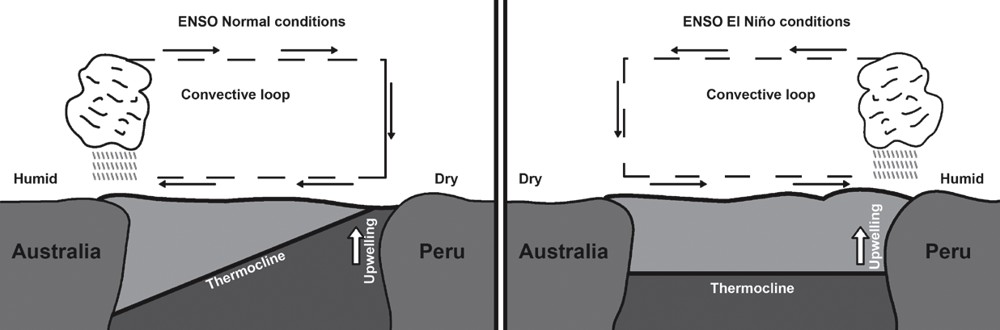 ENSO Normal conditions
Convective loop
Humid
Dry
Australia
Thermocline
Upwelling
Peru
ENSO El Niño conditions
Convective loop
Dry
Humid
Australia
Thermocline
Upwelling
Peru